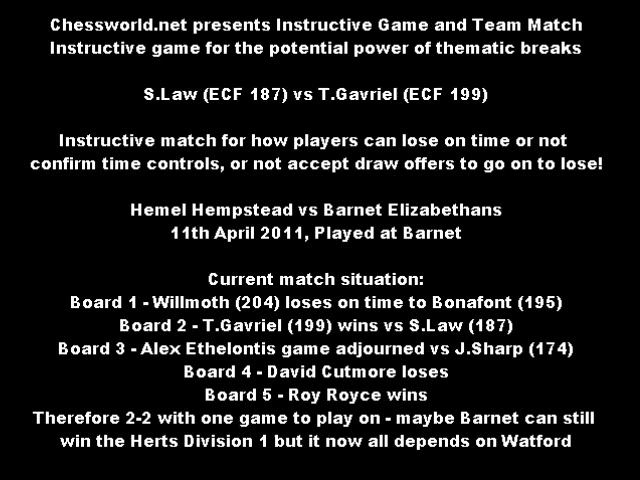 Chessworld.net presents Instructive Game and Team Match
Instructive game for the potential power of thematic breaks
S.Law (ECF 187) vs T.Gavriel (ECF 199)
Instructive match for how players can lose on time or not
confirm time controls, or not accept draw offers to go on to lose!
Hemel Hempstead vs Barnet Elizabethans
11th April 2011, Played at Barnet
Current match situation:
Board 1 - Willmoth (204) loses on time to Bonafont (195)
Board 2 - T.Gavriel (199) wins vs S.Law (187)
Board 3 - Alex Ethelontis game adjourned vs J.Sharp (174)
Board 4 - David Cutmore loses
Board 5 - Roy Royce wins
Therefore 2-2 with one game to play on - maybe Barnet can still
win the Herts Division 1 but it now all depends on Watford